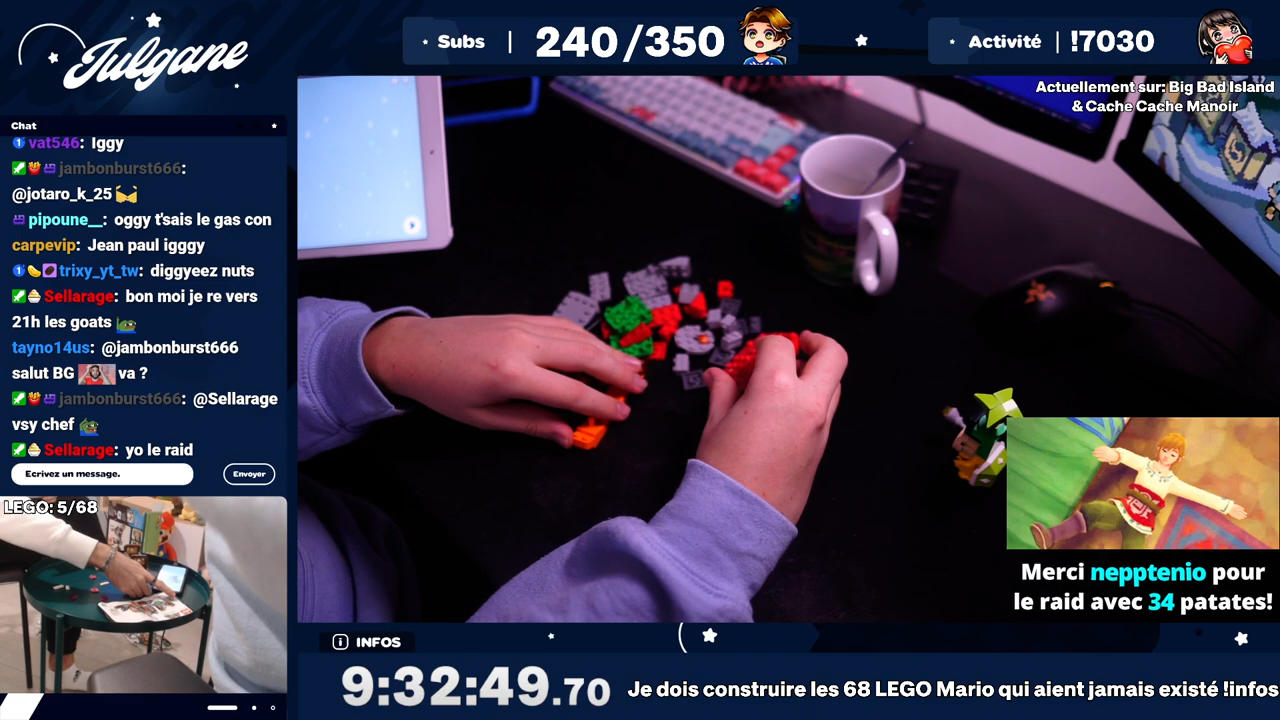 Julgane
Subs | 240/350
Activité | !7030
Actuellement sur: Big Bad Island
& Cache Cache Manoir
Chat
vat546: Iggy
jambonburst666:
@jotaro_k_25
pipoune__: oggy t'sais le gas con
carpevip: Jean paul igggy
trixy_yt_tw: diggyeez nuts
Sellarage: bon moi je re vers
21h les goats
tayno14us: @jambonburst666
salut BG va ?
jambonburst666: @Sellarage
vsy chef
Sellarage: yo le raid
Ecrivez un message.
Envoyer
LEGO: 5/68
Merci nepptenio pour
le raid avec 34 patates!
INFOS
9:32:49.70
Je dois construire les 68 LEGO Mario qui aient jamais existé !infos